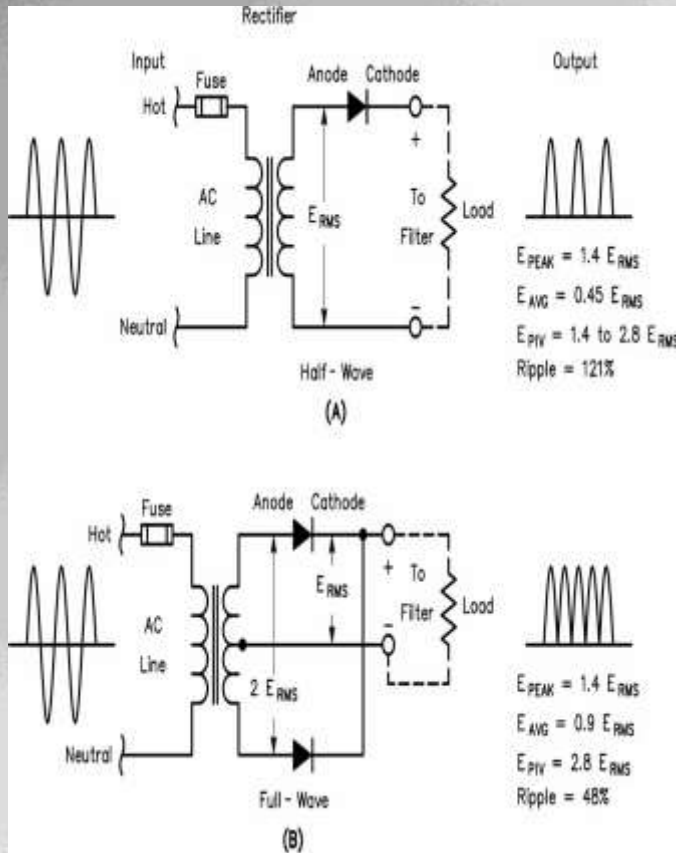 Rectifier
Input
Output
Fuse
Hot
Anode Cathode
+
AC
Line
E RMS
To
Filter
Load
Neutral
−
Half - Wave
(A)
E PEAK = 1.4 E RMS
E AVG = 0.45 E RMS
E PIV = 1.4 to 2.8 E RMS
Ripple = 121%
Fuse
Hot
Anode Cathode
+
AC
Line
E RMS
2 E RMS
To
Filter
Load
−
Neutral
Full - Wave
(B)
E PEAK = 1.4 E RMS
E AVG = 0.9 E RMS
E PIV = 2.8 E RMS
Ripple = 48%